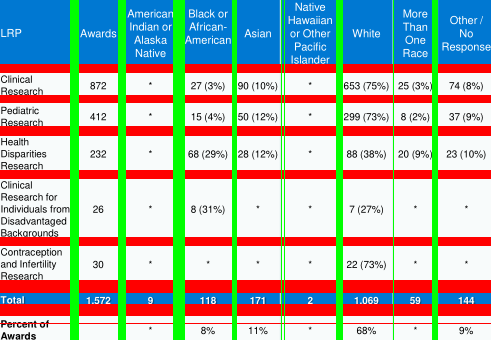 LRP Awards American Indian or Alaska Native Black or African-American Asian Native Hawaiian or Other Pacific Islander White More Than One Race Other / No Response
Clinical Research 872 * 27 (3%) 90 (10%) * 653 (75%) 25 (3%) 74 (8%)
Pediatric Research 412 * 15 (4%) 50 (12%) * 299 (73%) 8 (2%) 37 (9%)
Health Disparities Research 232 * 68 (29%) 28 (12%) * 88 (38%) 20 (9%) 23 (10%)
Clinical Research for Individuals from Disadvantaged Backgrounds 26 * 8 (31%) * * 7 (27%) * *
Contraception and Infertility Research 30 * * * * 22 (73%) * *
Total 1.572 9 118 171 2 1.069 59 144
Percent of Awards * 8% 11% * 68% * 9%